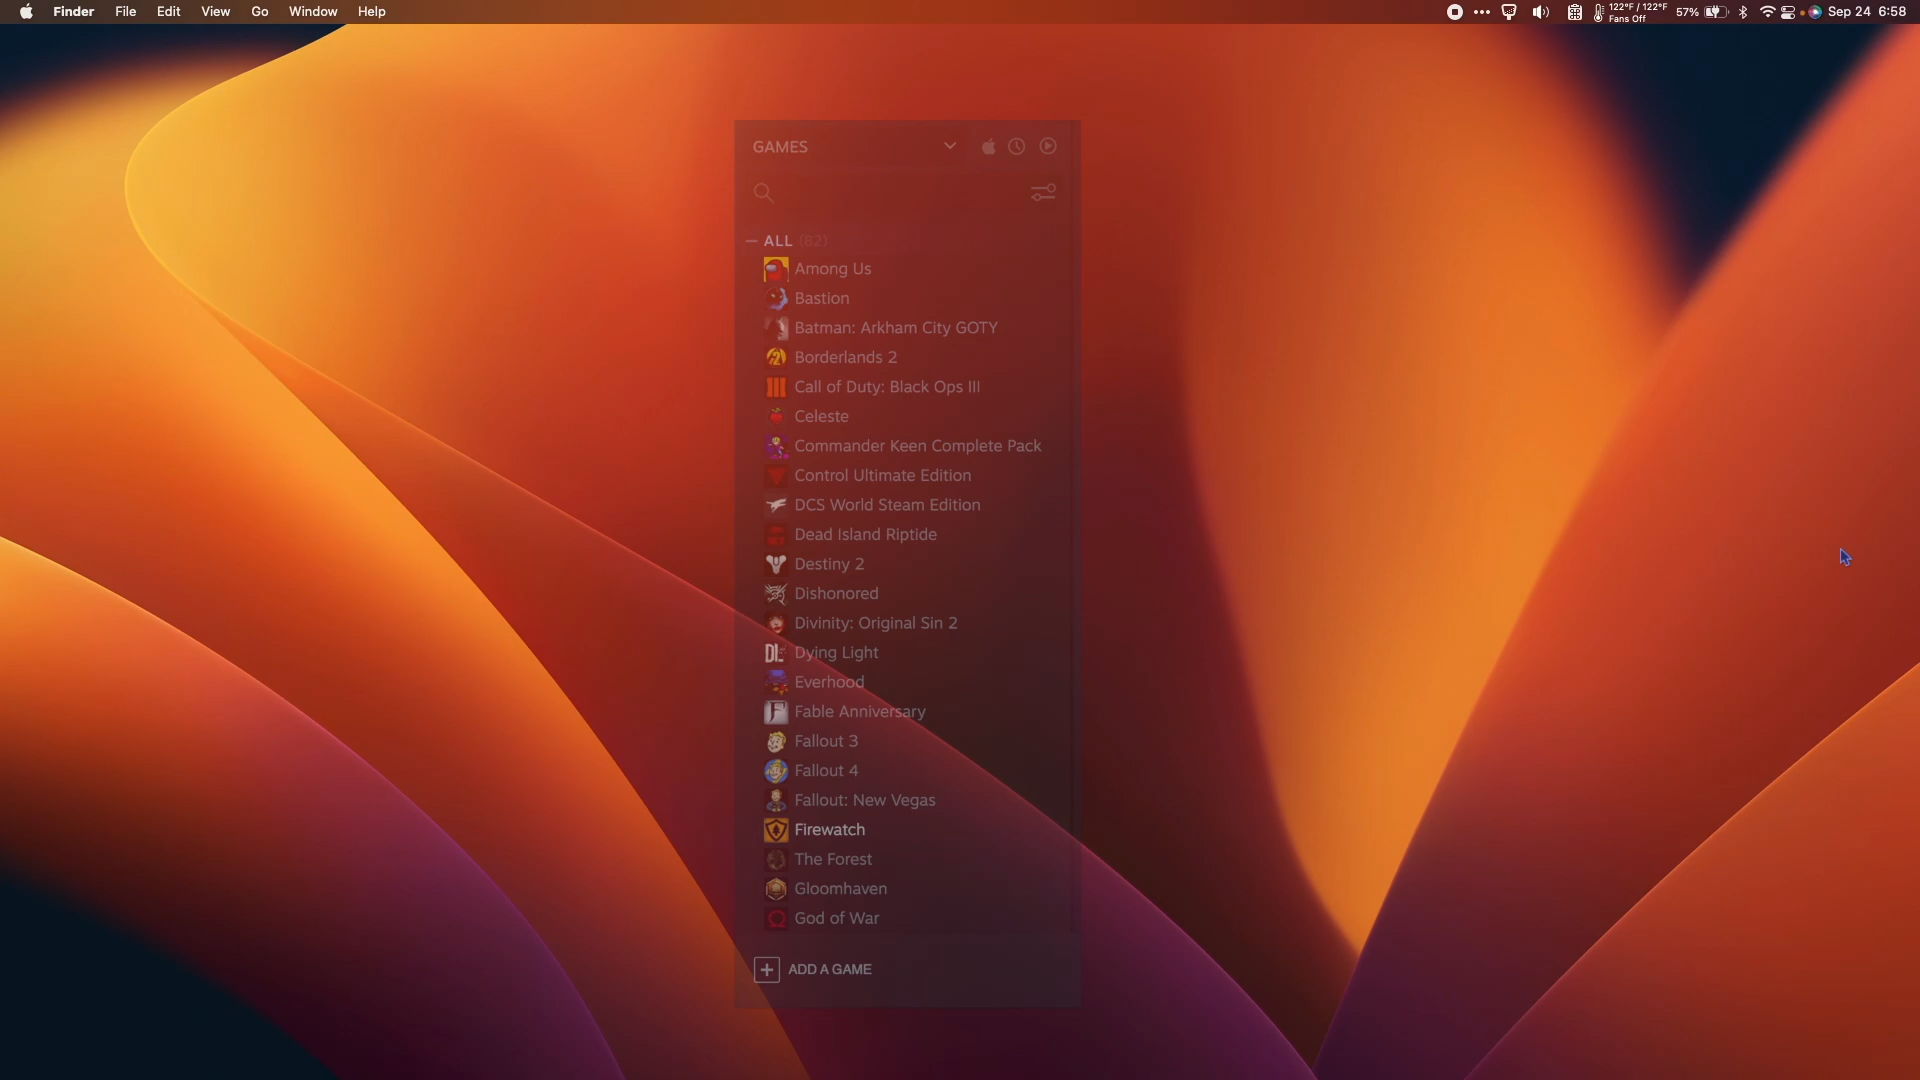 Finder File Edit View Go Window Help
122°F / 122°F
Fans Off
57%
Sep 24 6:58
GAMES
ALL (82)
Among Us
Bastion
Batman: Arkham City GOTY
Borderlands 2
Call of Duty: Black Ops III
Celeste
Commander Keen Complete Pack
Control Ultimate Edition
DCS World Steam Edition
Dead Island Riptide
Destiny 2
Dishonored
Divinity: Original Sin 2
DL Dying Light
Everhood
F Fable Anniversary
Fallout 3
Fallout 4
Fallout: New Vegas
Firewatch
The Forest
Gloomhaven
God of War
+ ADD A GAME